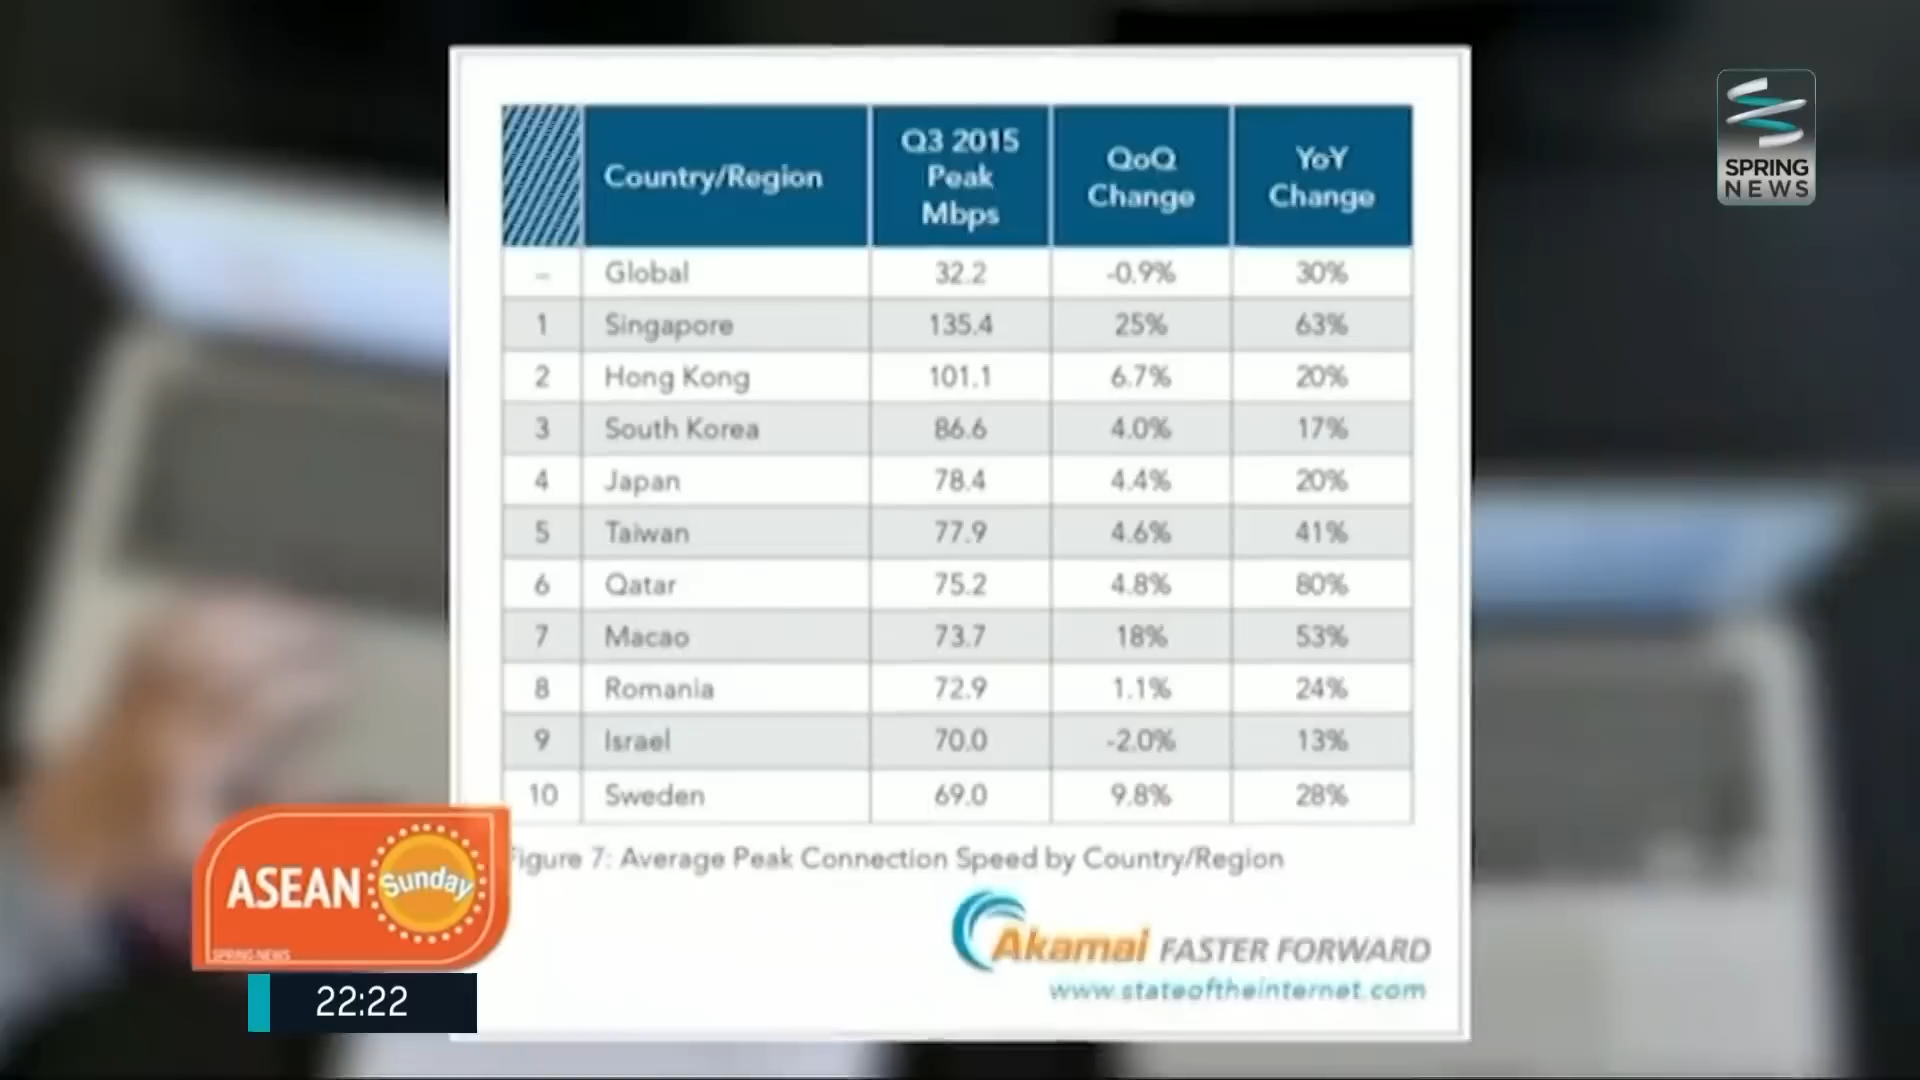 SPRING
NEWS
Country/Region Q3 2015 Peak Mbps QoQ Change YoY Change
– Global 32.2 -0.9% 30%
1 Singapore 135.4 25% 63%
2 Hong Kong 101.1 6.7% 20%
3 South Korea 86.6 4.0% 17%
4 Japan 78.4 4.4% 20%
5 Taiwan 77.9 4.6% 41%
6 Qatar 75.2 4.8% 80%
7 Macao 73.7 18% 53%
8 Romania 72.9 1.1% 24%
9 Israel 70.0 -2.0% 13%
10 Sweden 69.0 9.8% 28%
igure 7: Average Peak Connection Speed by Country/Region
Akamai FASTER FORWARD
www.stateoftheinternet.com
ASEAN Sunday
SPRING NEWS
22:22